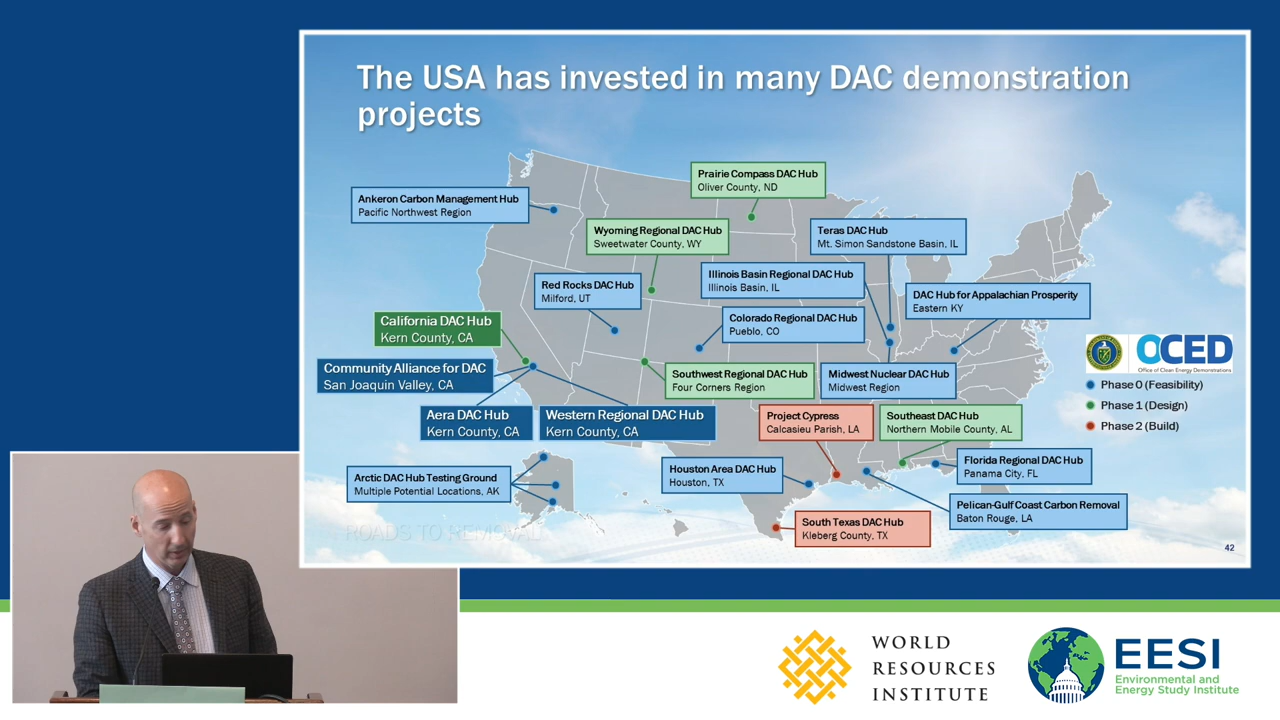 The USA has invested in many DAC demonstration
projects
Prairie Compass DAC Hub
Oliver County, ND
Ankeron Carbon Management Hub
Pacific Northwest Region
Wyoming Regional DAC Hub
Sweetwater County, WY
Teras DAC Hub
Mt. Simon Sandstone Basin, IL
Illinois Basin Regional DAC Hub
Illinois Basin, IL
Red Rocks DAC Hub
Milford, UT
DAC Hub for Appalachian Prosperity
Eastern KY
California DAC Hub
Kern County, CA
Colorado Regional DAC Hub
Pueblo, CO
OCED
Office of Clean Energy Demonstrations
Community Alliance for DAC
San Joaquin Valley, CA
Southwest Regional DAC Hub
Four Corners Region
Midwest Nuclear DAC Hub
Midwest Region
Phase 0 (Feasibility)
Phase 1 (Design)
Phase 2 (Build)
Aera DAC Hub
Kern County, CA
Western Regional DAC Hub
Kern County, CA
Project Cypress
Calcasieu Parish, LA
Southeast DAC Hub
Northern Mobile County, AL
Arctic DAC Hub Testing Ground
Multiple Potential Locations, AK
Houston Area DAC Hub
Houston, TX
Florida Regional DAC Hub
Panama City, FL
Pelican-Gulf Coast Carbon Removal
Baton Rouge, LA
South Texas DAC Hub
Kleberg County, TX
ROADS TO REMOVAL
42
WORLD
RESOURCES
INSTITUTE
EESI
Environmental and
Energy Study Institute